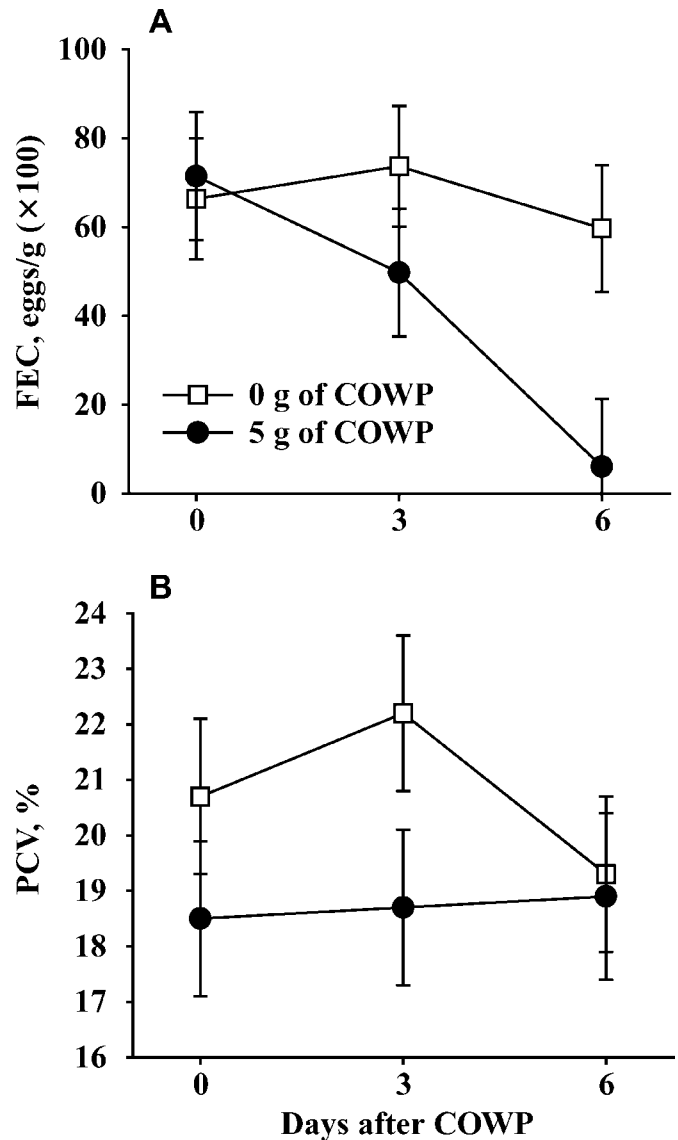 A
100
80
60
40
20
0
FEC, eggs/g (×100)
0 g of COWP
5 g of COWP
0 3 6
B
24
23
22
21
20
19
18
17
16
PCV, %
0 3 6
Days after COWP